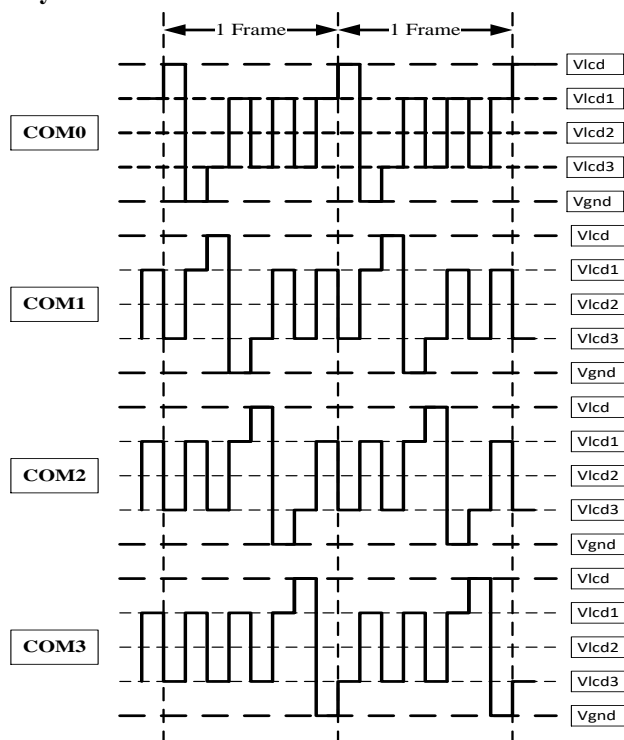 1 Frame 1 Frame
Vlcd
Vlcd1
COM0
Vlcd2
Vlcd3
Vgnd
Vlcd
Vlcd1
COM1
Vlcd2
Vlcd3
Vgnd
Vlcd
Vlcd1
COM2
Vlcd2
Vlcd3
Vgnd
Vlcd
Vlcd1
COM3
Vlcd2
Vlcd3
Vgnd